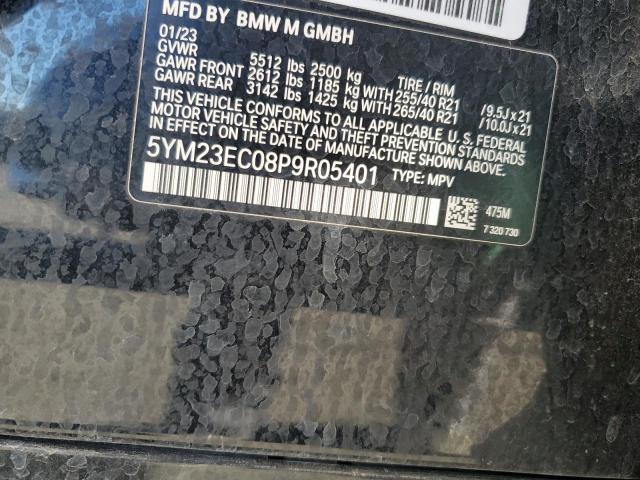 MFD BY BMW M GMBH
01/23
GVWR 5512 lbs 2500 kg TIRE / RIM
GAWR FRONT 2612 lbs 1185 kg WITH 255/40 R21 /9.5J x 21
GAWR REAR 3142 lbs 1425 kg WITH 265/40 R21 /10.0J x 21
THIS VEHICLE CONFORMS TO ALL APPLICABLE U.S. FEDERAL
MOTOR VEHICLE SAFETY AND THEFT PREVENTION STANDARDS
IN EFFECT ON THE DATE OF MANUFACTURE SHOWN ABOVE.
5YM23EC08P9R05401 TYPE: MPV
475M
7 320 730